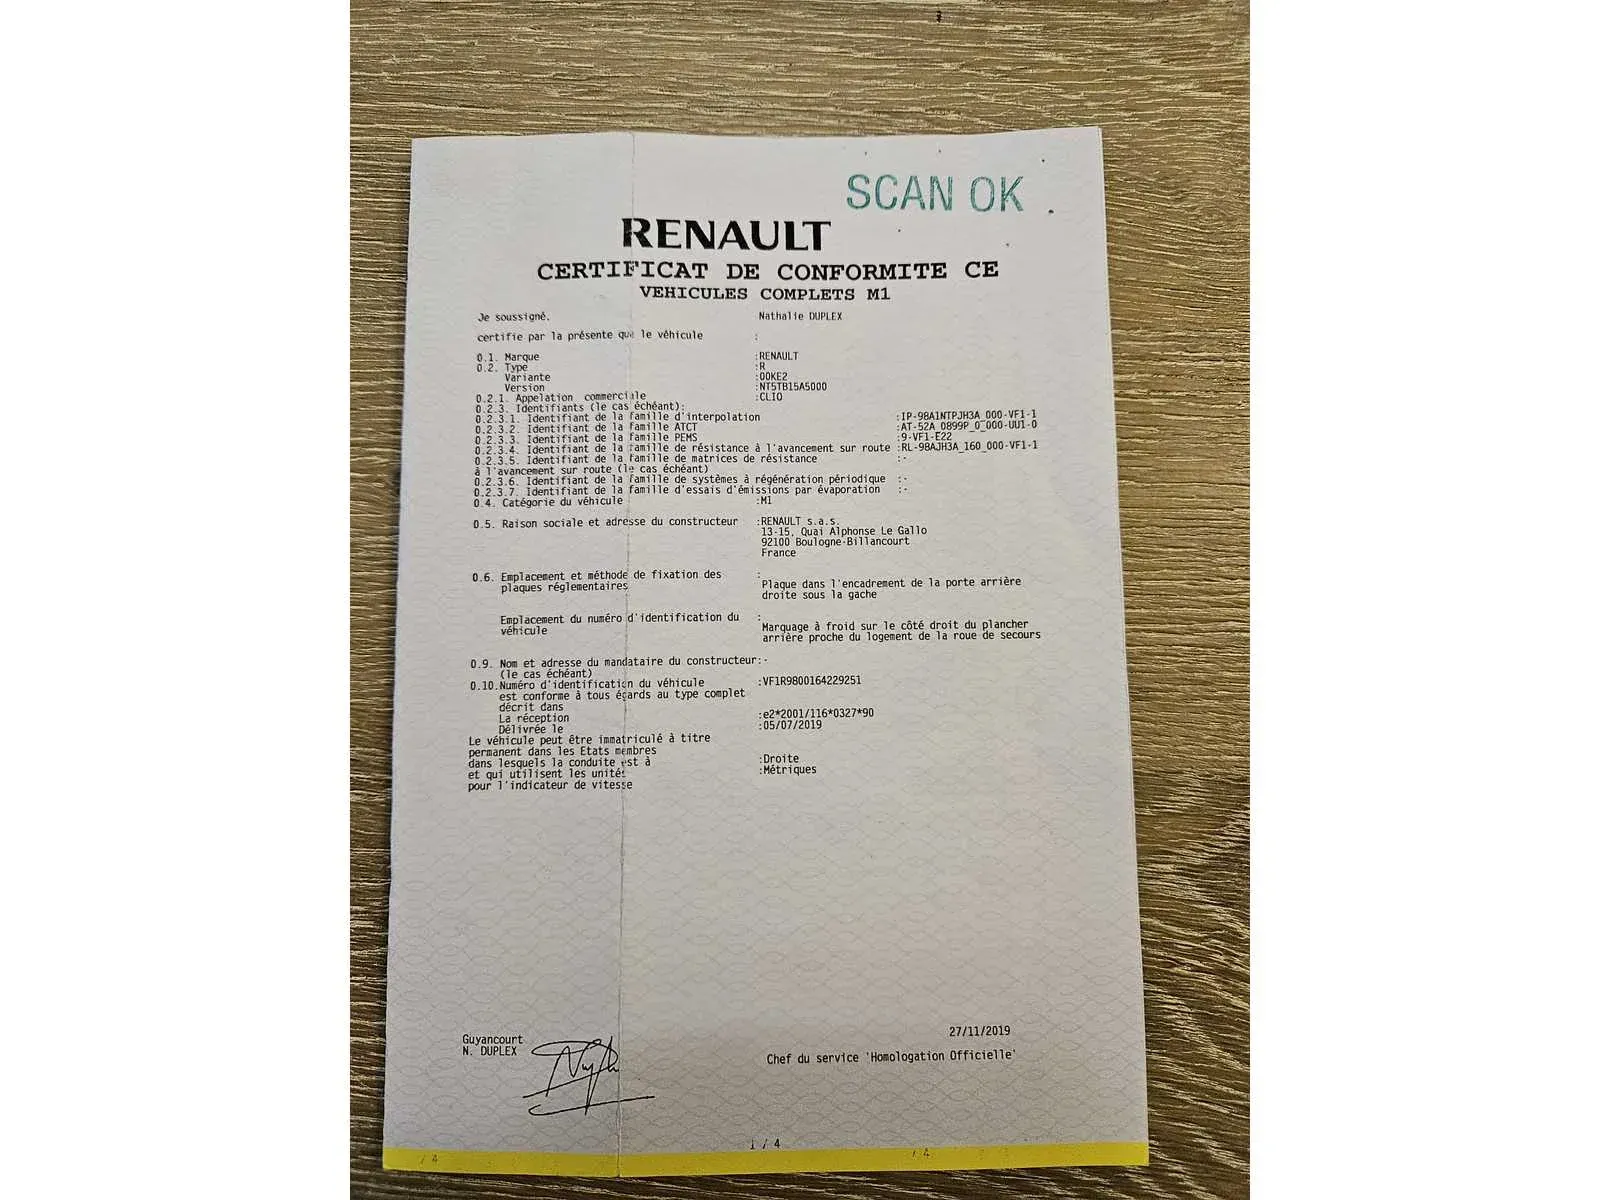 SCAN OK
RENAULT
CERTIFICAT DE CONFORMITE CE
VEHICULES COMPLETS M1
Je soussigné. Nathalie DUPLEX
certifie par la présente que le véhicule :
0.1. Marque :RENAULT
0.2. Type :R
Variante :OOKE2
Version :NT5TB15A5000
0.2.1. Appelation commerciale :CLIO
0.2.3. Identifiants (le cas échéant):
0.2.3.1. Identifiant de la famille d'interpolation :IP-98A1NTPJH3A_000-VF1-1
0.2.3.2. Identifiant de la famille ATCT :AT-52A_0899P_0_000-UU1-0
0.2.3.3. Identifiant de la famille PEMS :9-VF1-E22
0.2.3.4. Identifiant de la famille de résistance à l'avancement sur route :RL-98AJH3A_160_000-VF1-1
0.2.3.5. Identifiant de la famille de matrices de résistance :-
à l'avancement sur route (le cas échéant)
0.2.3.6. Identifiant de la famille de systèmes à régénération périodique :-
0.2.3.7. Identifiant de la famille d'essais d'émissions par évaporation :-
0.4. Catégorie du véhicule :M1
0.5. Raison sociale et adresse du constructeur :RENAULT s.a.s.
13-15, Quai Alphonse Le Gallo
92100 Boulogne-Billancourt
France
0.6. Emplacement et méthode de fixation des :
plaques réglementaires Plaque dans l'encadrement de la porte arrière
droite sous la gache
Emplacement du numéro d'identification du :
véhicule Marquage à froid sur le côté droit du plancher
arrière proche du logement de la roue de secours
0.9. Nom et adresse du mandataire du constructeur:-
(le cas échéant)
0.10.Numéro d'identification du véhicule :VF1R9800164229251
est conforme à tous égards au type complet
décrit dans
La réception :e2*2001/116*0327*90
Délivrée le :05/07/2019
Le véhicule peut être immatriculé à titre
permanent dans les Etats membres
dans lesquels la conduite est à :Droite
et qui utilisent les unités :Métriques
pour l'indicateur de vitesse
27/11/2019
Guyancourt
N. DUPLEX
Chef du service 'Homologation Officielle'
1 / 4
/ 4
/ 4